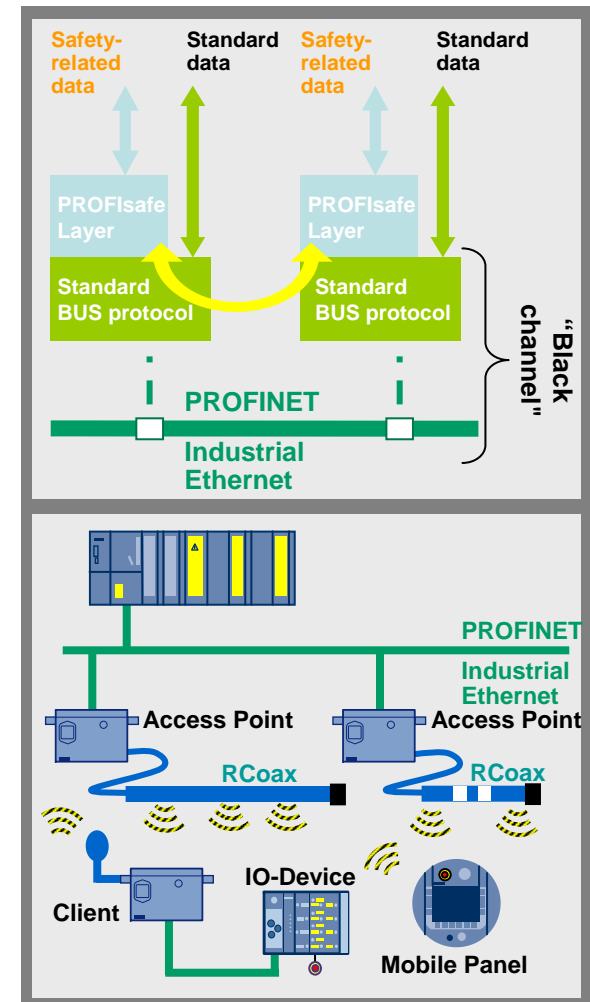 Safety-
related
data
Standard
data
Safety-
related
data
Standard
data
PROFIsafe
Layer
PROFIsafe
Layer
Standard
BUS protocol
Standard
BUS protocol
“Black
channel"
PROFINET
Industrial
Ethernet
PROFINET
Industrial
Ethernet
Access Point
Access Point
RCoax
RCoax
Client
IO-Device
Mobile Panel